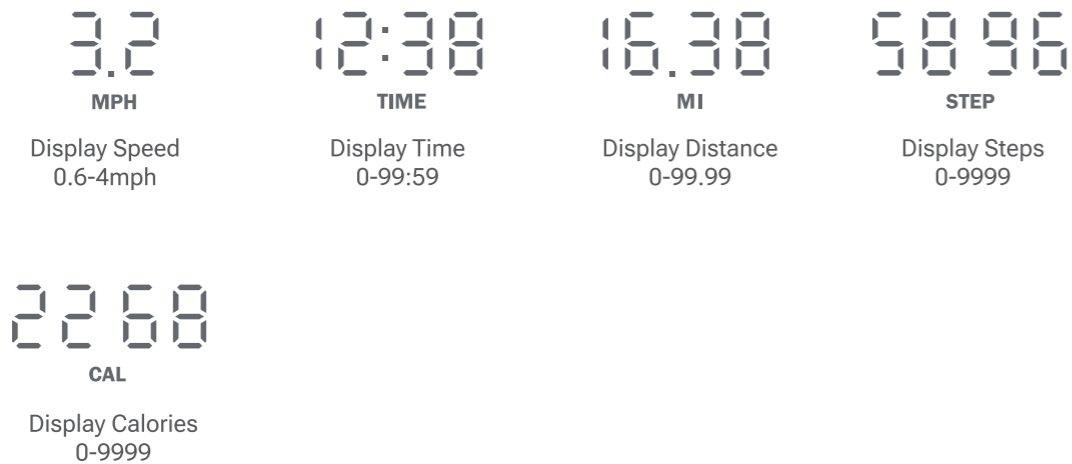 3.2 12:38 16.38 5896
MPH TIME MI STEP
Display Speed Display Time Display Distance Display Steps
0.6-4mph 0-99:59 0-99.99 0-9999
2268
CAL
Display Calories
0-9999